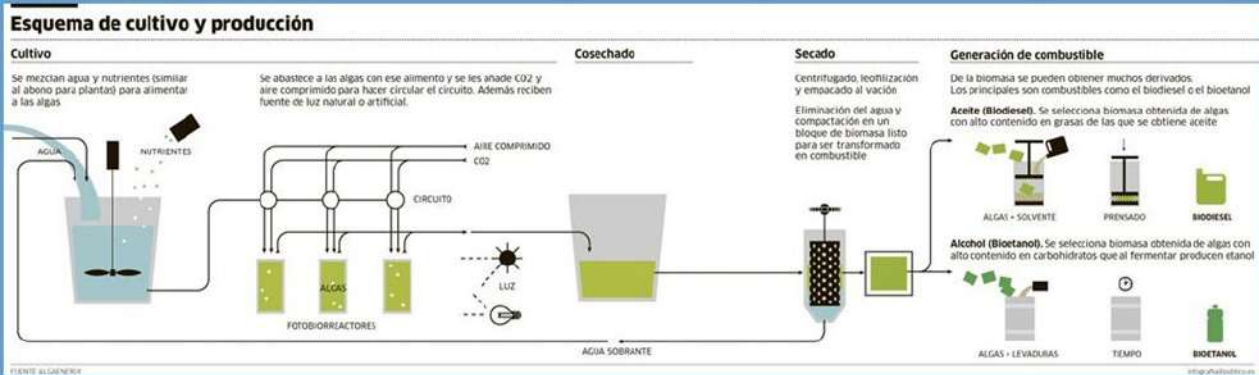 Esquema de cultivo y producción
Cultivo
Se mezclan agua y nutrientes (similar
al abono para plantas) para alimentar
a las algas
Se abastece a las algas con ese alimento y se les añade CO2 y
aire comprimido para hacer circular el circuito. Además reciben
fuente de luz natural o artificial.
AGUA
NUTRIENTES
AIRE COMPRIMIDO
CO2
CIRCUITO
ALGAS
FOTOBIORREACTORES
LUZ
Cosechado
AGUA SOBRANTE
Secado
Centrifugado, leofilización
y empacado al vación
Eliminación del agua y
compactación en un
bloque de biomasa listo
para ser transformado
en combustible
Generación de combustible
De la biomasa se pueden obtener muchos derivados.
Los principales son combustibles como el biodiesel o el bioetanol
Aceite (Biodiesel). Se selecciona biomasa obtenida de algas
con alto contenido en grasas de las que se obtiene aceite
ALGAS + SOLVENTE
PRENSADO
BIODIESEL
Alcohol (Bioetanol). Se selecciona biomasa obtenida de algas con
alto contenido en carbohidratos que al fermentar producen etanol
ALGAS + LEVADURAS
TIEMPO
BIOETANOL
FUENTE: ALGAENERGY